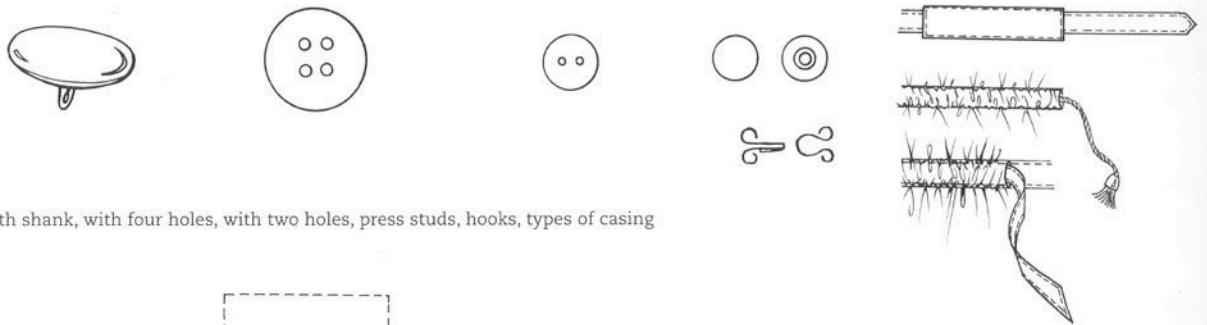 th shank, with four holes, with two holes, press studs, hooks, types of casing